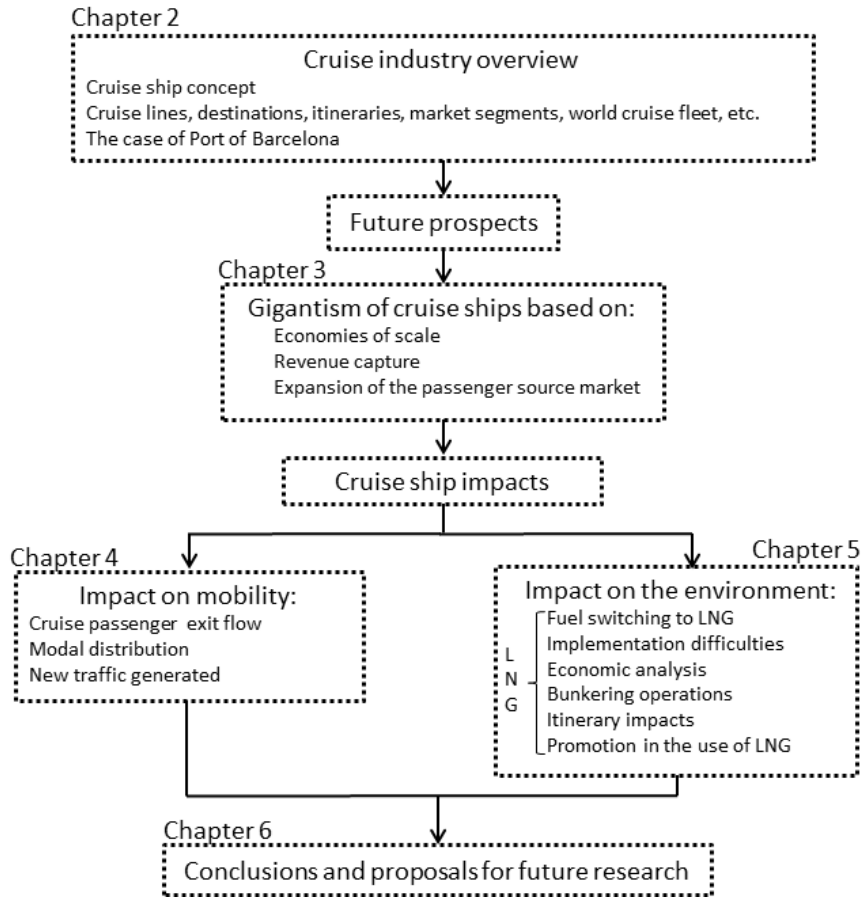 Chapter 2
Cruise industry overview
Cruise ship concept
Cruise lines, destinations, itineraries, market segments, world cruise fleet, etc.
The case of Port of Barcelona
Future prospects
Chapter 3
Gigantism of cruise ships based on:
Economies of scale
Revenue capture
Expansion of the passenger source market
Cruise ship impacts
Chapter 4
Impact on mobility:
Cruise passenger exit flow
Modal distribution
New traffic generated
Chapter 5
Impact on the environment:
L
N
G
Fuel switching to LNG
Implementation difficulties
Economic analysis
Bunkering operations
Itinerary impacts
Promotion in the use of LNG
Chapter 6
Conclusions and proposals for future research